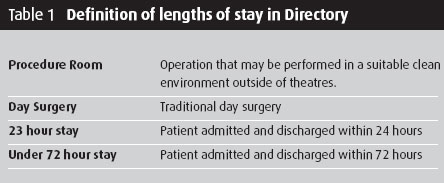 Table 1 Definition of lengths of stay in Directory
Procedure Room Operation that may be performed in a suitable clean
environment outside of theatres.
Day Surgery Traditional day surgery
23 hour stay Patient admitted and discharged within 24 hours
Under 72 hour stay Patient admitted and discharged within 72 hours